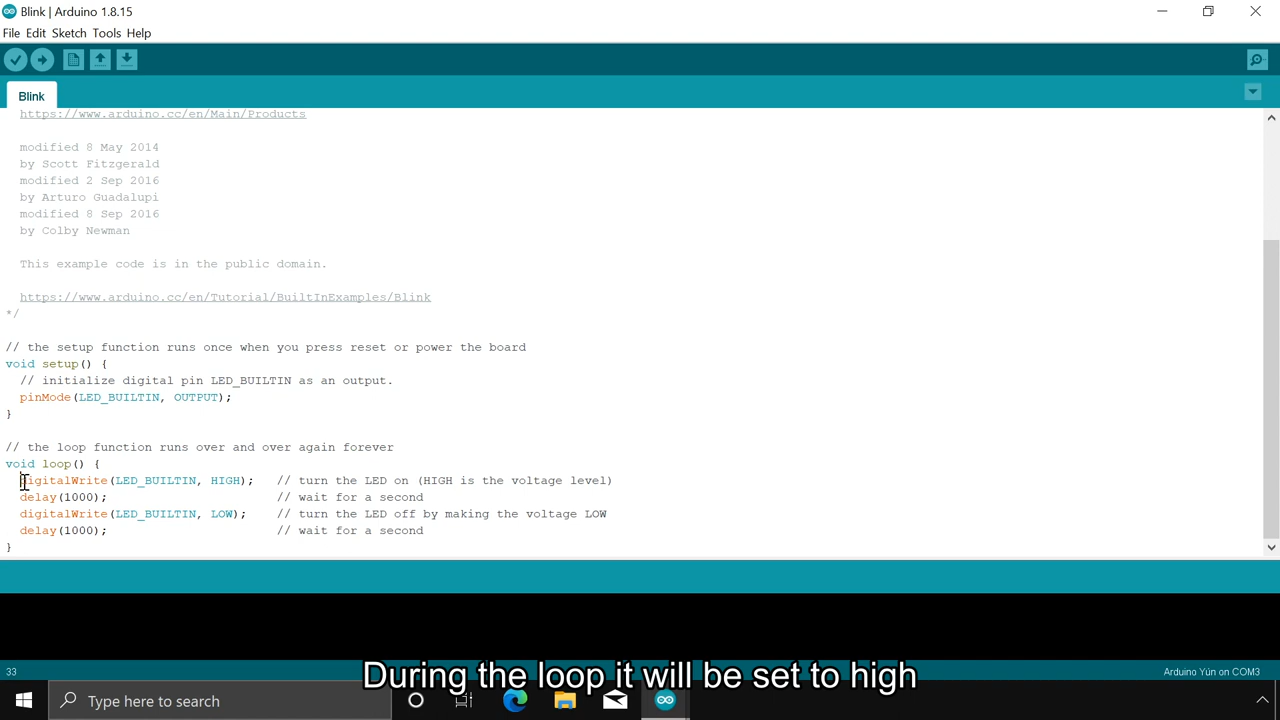 Blink | Arduino 1.8.15
File Edit Sketch Tools Help
Blink
https://www.arduino.cc/en/Main/Products
modified 8 May 2014
by Scott Fitzgerald
modified 2 Sep 2016
by Arturo Guadalupi
modified 8 Sep 2016
by Colby Newman
This example code is in the public domain.
https://www.arduino.cc/en/Tutorial/BuiltInExamples/Blink
*/
// the setup function runs once when you press reset or power the board
void setup() {
// initialize digital pin LED_BUILTIN as an output.
pinMode(LED_BUILTIN, OUTPUT);
}
// the loop function runs over and over again forever
void loop() {
digitalWrite(LED_BUILTIN, HIGH); // turn the LED on (HIGH is the voltage level)
delay(1000); // wait for a second
digitalWrite(LED_BUILTIN, LOW); // turn the LED off by making the voltage LOW
delay(1000); // wait for a second
}
33
Arduino Yún on COM3
During the loop it will be set to high
Type here to search